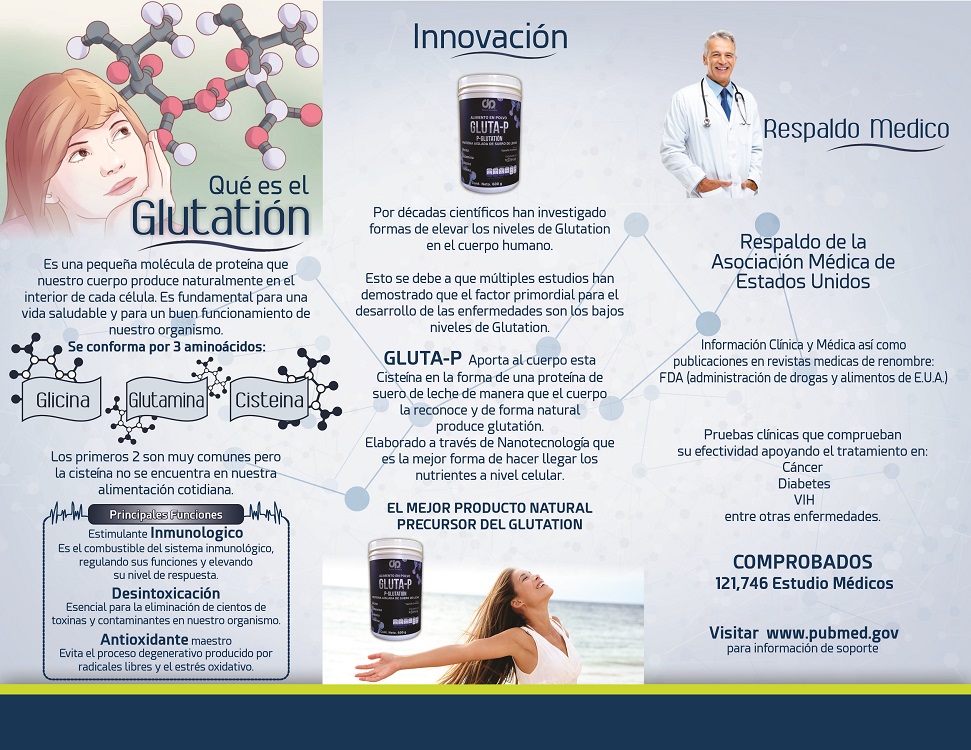 Qué es el
Glutatión
Es una pequeña molécula de proteína que
nuestro cuerpo produce naturalmente en el
interior de cada célula. Es fundamental para una
vida saludable y para un buen funcionamiento de
nuestro organismo.
Se conforma por 3 aminoácidos:
Glicina
Glutamina
Cisteina
Los primeros 2 son muy comunes pero
la cisteína no se encuentra en nuestra
alimentación cotidiana.
Principales Funciones
Estimulante Inmunologico
Es el combustible del sistema inmunológico,
regulando sus funciones y elevando
su nivel de respuesta.
Desintoxicación
Esencial para la eliminación de cientos de
toxinas y contaminantes en nuestro organismo.
Antioxidante maestro
Evita el proceso degenerativo producido por
radicales libres y el estrés oxidativo.
Innovación
ALIMENTO EN POLVO
GLUTA-P
P-GLUTATION
Cont. Neto. 500 g
Por décadas científicos han investigado
formas de elevar los niveles de Glutation
en el cuerpo humano.
Esto se debe a que múltiples estudios han
demostrado que el factor primordial para el
desarrollo de las enfermedades son los bajos
niveles de Glutation.
GLUTA-P Aporta al cuerpo esta
Cisteína en la forma de una proteína de
suero de leche de manera que el cuerpo
la reconoce y de forma natural
produce glutatión.
Elaborado a través de Nanotecnología que
es la mejor forma de hacer llegar los
nutrientes a nivel celular.
EL MEJOR PRODUCTO NATURAL
PRECURSOR DEL GLUTATION
ALIMENTO EN POLVO
GLUTA-P
P-GLUTATION
Respaldo Medico
Respaldo de la
Asociación Médica de
Estados Unidos
Información Clínica y Médica así como
publicaciones en revistas medicas de renombre:
FDA (administración de drogas y alimentos de E.U.A.)
Pruebas clínicas que comprueban
su efectividad apoyando el tratamiento en:
Cáncer
Diabetes
VIH
entre otras enfermedades.
COMPROBADOS
121,746 Estudio Médicos
Visitar www.pubmed.gov
para información de soporte